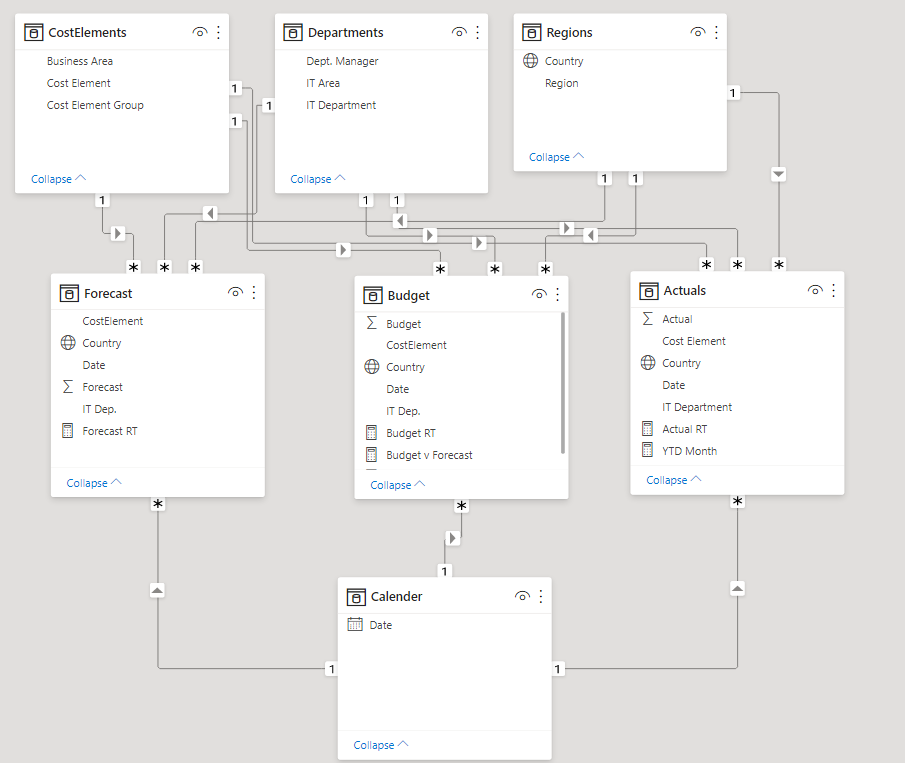 CostElements
Business Area
Cost Element
Cost Element Group
Collapse
Departments
Dept. Manager
IT Area
IT Department
Collapse
Regions
Country
Region
Collapse
1
1
1
1
1
1
1
1
1
1
*
*
*
*
*
*
*
*
*
Forecast
CostElement
Country
Date
Σ Forecast
IT Dep.
Forecast RT
Collapse
Budget
Σ Budget
CostElement
Country
Date
IT Dep.
Budget RT
Budget v Forecast
Collapse
Actuals
Σ Actual
Cost Element
Country
Date
IT Department
Actual RT
YTD Month
Collapse
*
*
*
1
1
1
Calender
Date
Collapse